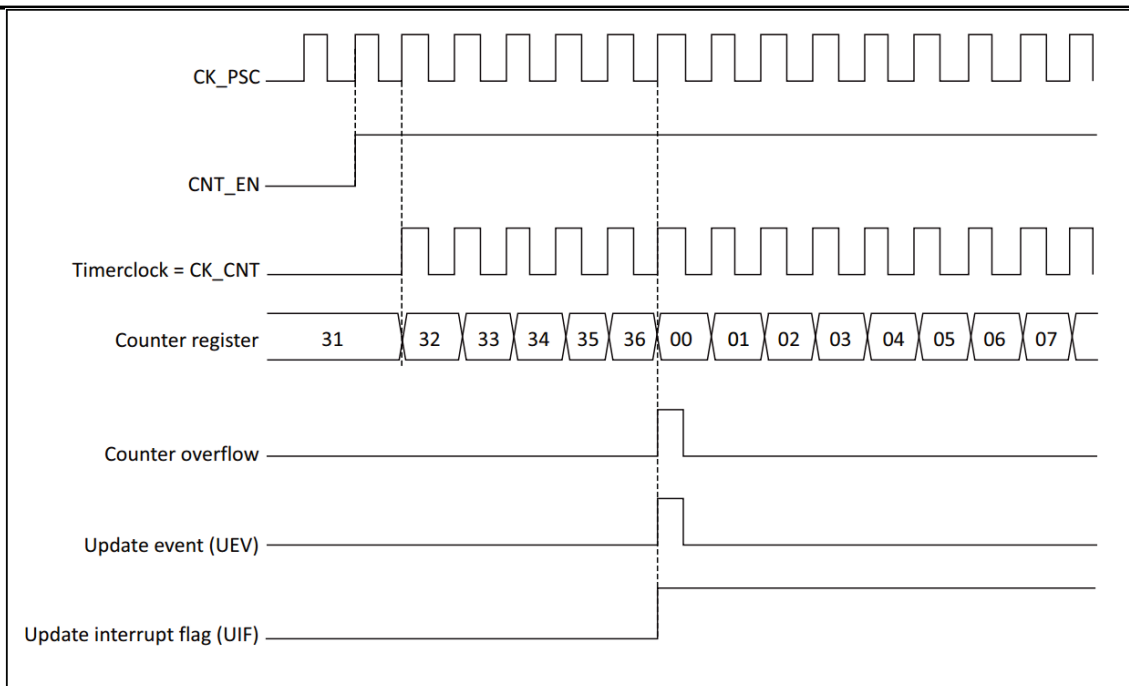 CK_PSC
CNT_EN
Timerclock = CK_CNT
Counter register 31 32 33 34 35 36 00 01 02 03 04 05 06 07
Counter overflow
Update event (UEV)
Update interrupt flag (UIF)